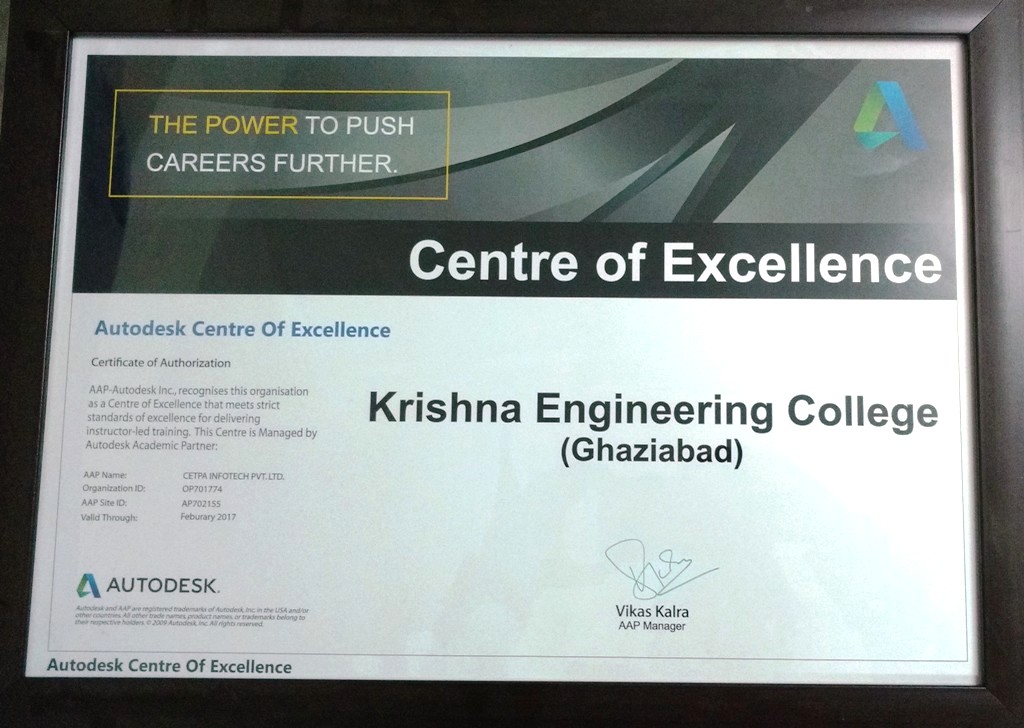 THE POWER TO PUSH
CAREERS FURTHER.
Centre of Excellence
Autodesk Centre Of Excellence
Certificate of Authorization
AAP-Autodesk Inc., recognises this organisation
as a Centre of Excellence that meets strict
standards of excellence for delivering
instructor-led training. This Centre is Managed by
Autodesk Academic Partner:
AAP Name: CETPA INFOTECH PVT. LTD.
Organization ID: OP701774
AAP Site ID: AP702155
Valid Through: Feburary 2017
Krishna Engineering College
(Ghaziabad)
AUTODESK.
Autodesk and AAP are registered trademarks of Autodesk, Inc. in the USA and/or
other countries. All other trade names, product names, or trademarks belong to
their respective holders. © 2009 Autodesk, Inc. All rights reserved.
Vikas Kalra
AAP Manager
Autodesk Centre Of Excellence